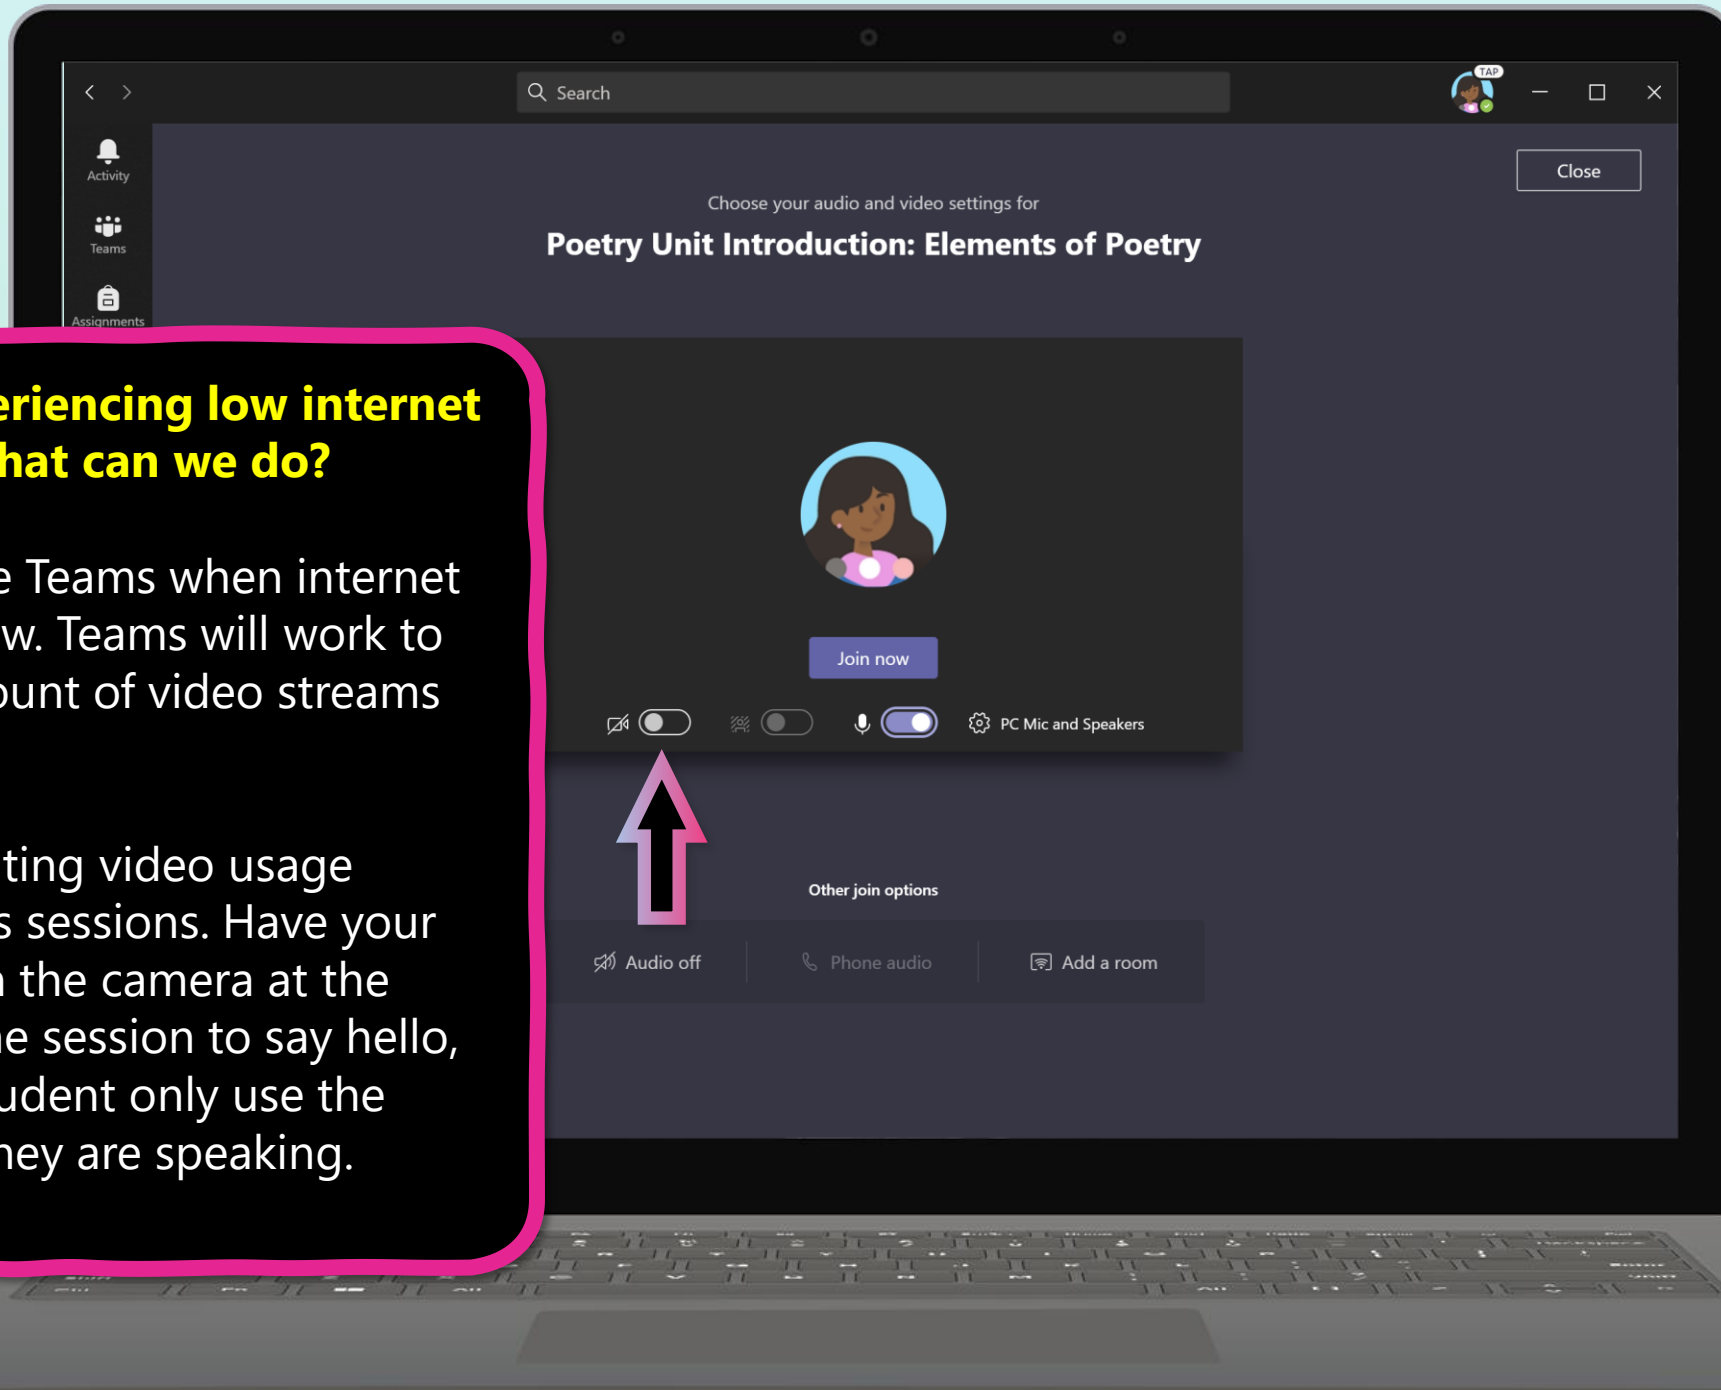 Search
TAP
Activity
Teams
Assignments
Close
Choose your audio and video settings for
Poetry Unit Introduction: Elements of Poetry
eriencing low internet
hat can we do?
e Teams when internet
w. Teams will work to
ount of video streams
ting video usage
s sessions. Have your
n the camera at the
ne session to say hello,
udent only use the
hey are speaking.
Join now
PC Mic and Speakers
Other join options
Audio off
Phone audio
Add a room